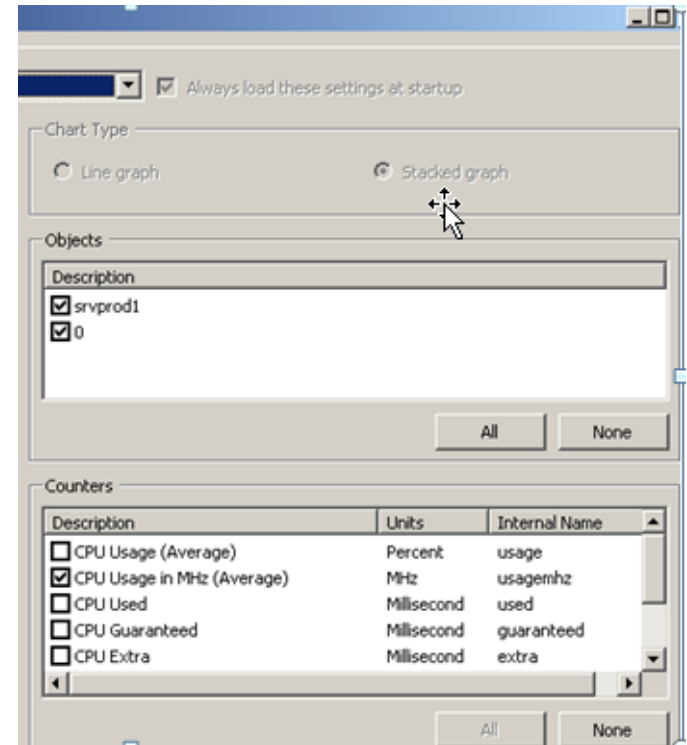 Always load these settings at startup
Chart Type
Line graph Stacked graph
Objects
Description
srvprod1
0
All None
Counters
Description Units Internal Name
CPU Usage (Average) Percent usage
CPU Usage in MHz (Average) MHz usagemhz
CPU Used Millisecond used
CPU Guaranteed Millisecond guaranteed
CPU Extra Millisecond extra
All None